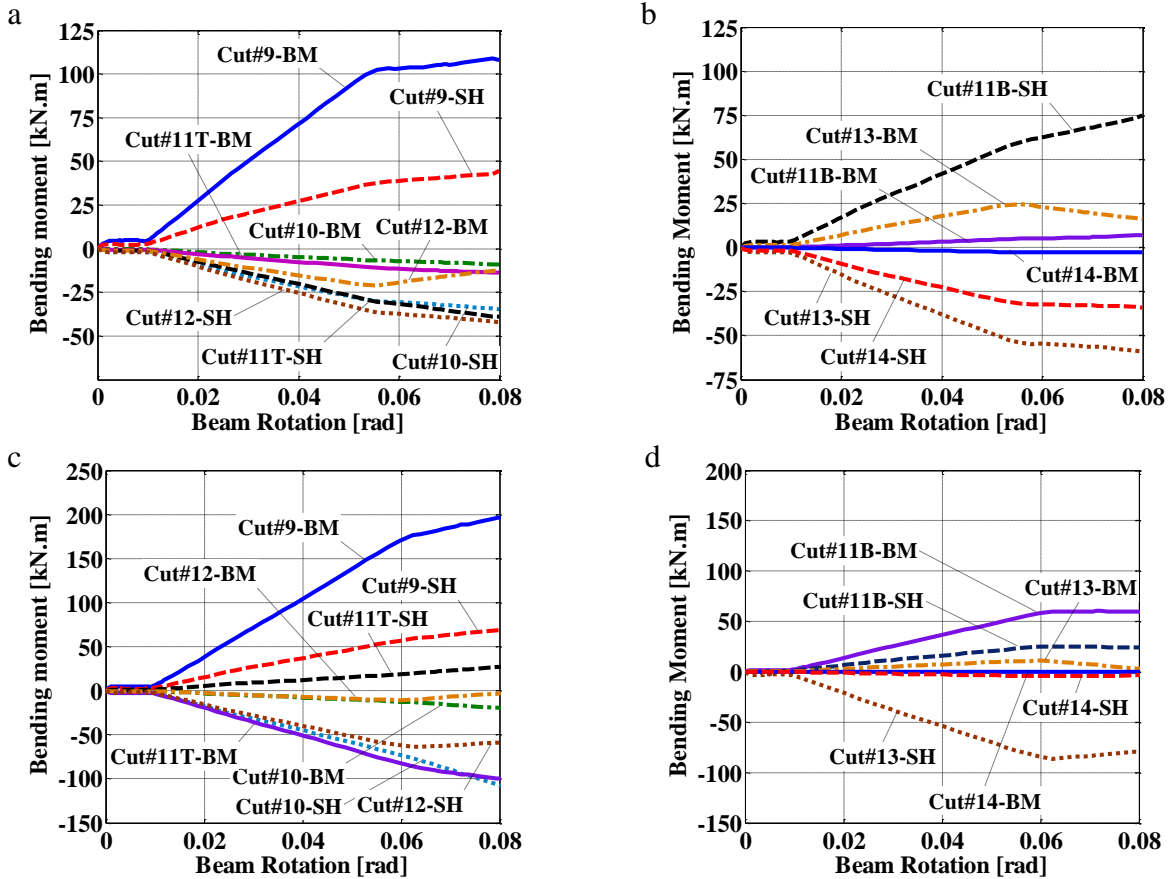 a
Bending moment [kN.m]
125
100
75
50
25
0
-25
-50
0
0.02
0.04
0.06
0.08
Beam Rotation [rad]
Cut#9-BM
Cut#9-SH
Cut#11T-BM
Cut#10-BM
Cut#12-BM
Cut#12-SH
Cut#11T-SH
Cut#10-SH
b
Bending Moment [kN.m]
125
100
75
50
25
0
-25
-50
-75
0
0.02
0.04
0.06
0.08
Beam Rotation [rad]
Cut#11B-SH
Cut#13-BM
Cut#11B-BM
Cut#14-BM
Cut#13-SH
Cut#14-SH
c
Bending moment [kN.m]
250
200
150
100
50
0
-50
-100
-150
0
0.02
0.04
0.06
0.08
Beam Rotation [rad]
Cut#9-BM
Cut#12-BM
Cut#9-SH
Cut#11T-SH
Cut#11T-BM
Cut#10-BM
Cut#10-SH
Cut#12-SH
d
Bending Moment [kN.m]
200
150
100
50
0
-50
-100
-150
0
0.02
0.04
0.06
0.08
Beam Rotation [rad]
Cut#11B-BM
Cut#13-BM
Cut#11B-SH
Cut#14-SH
Cut#13-SH
Cut#14-BM